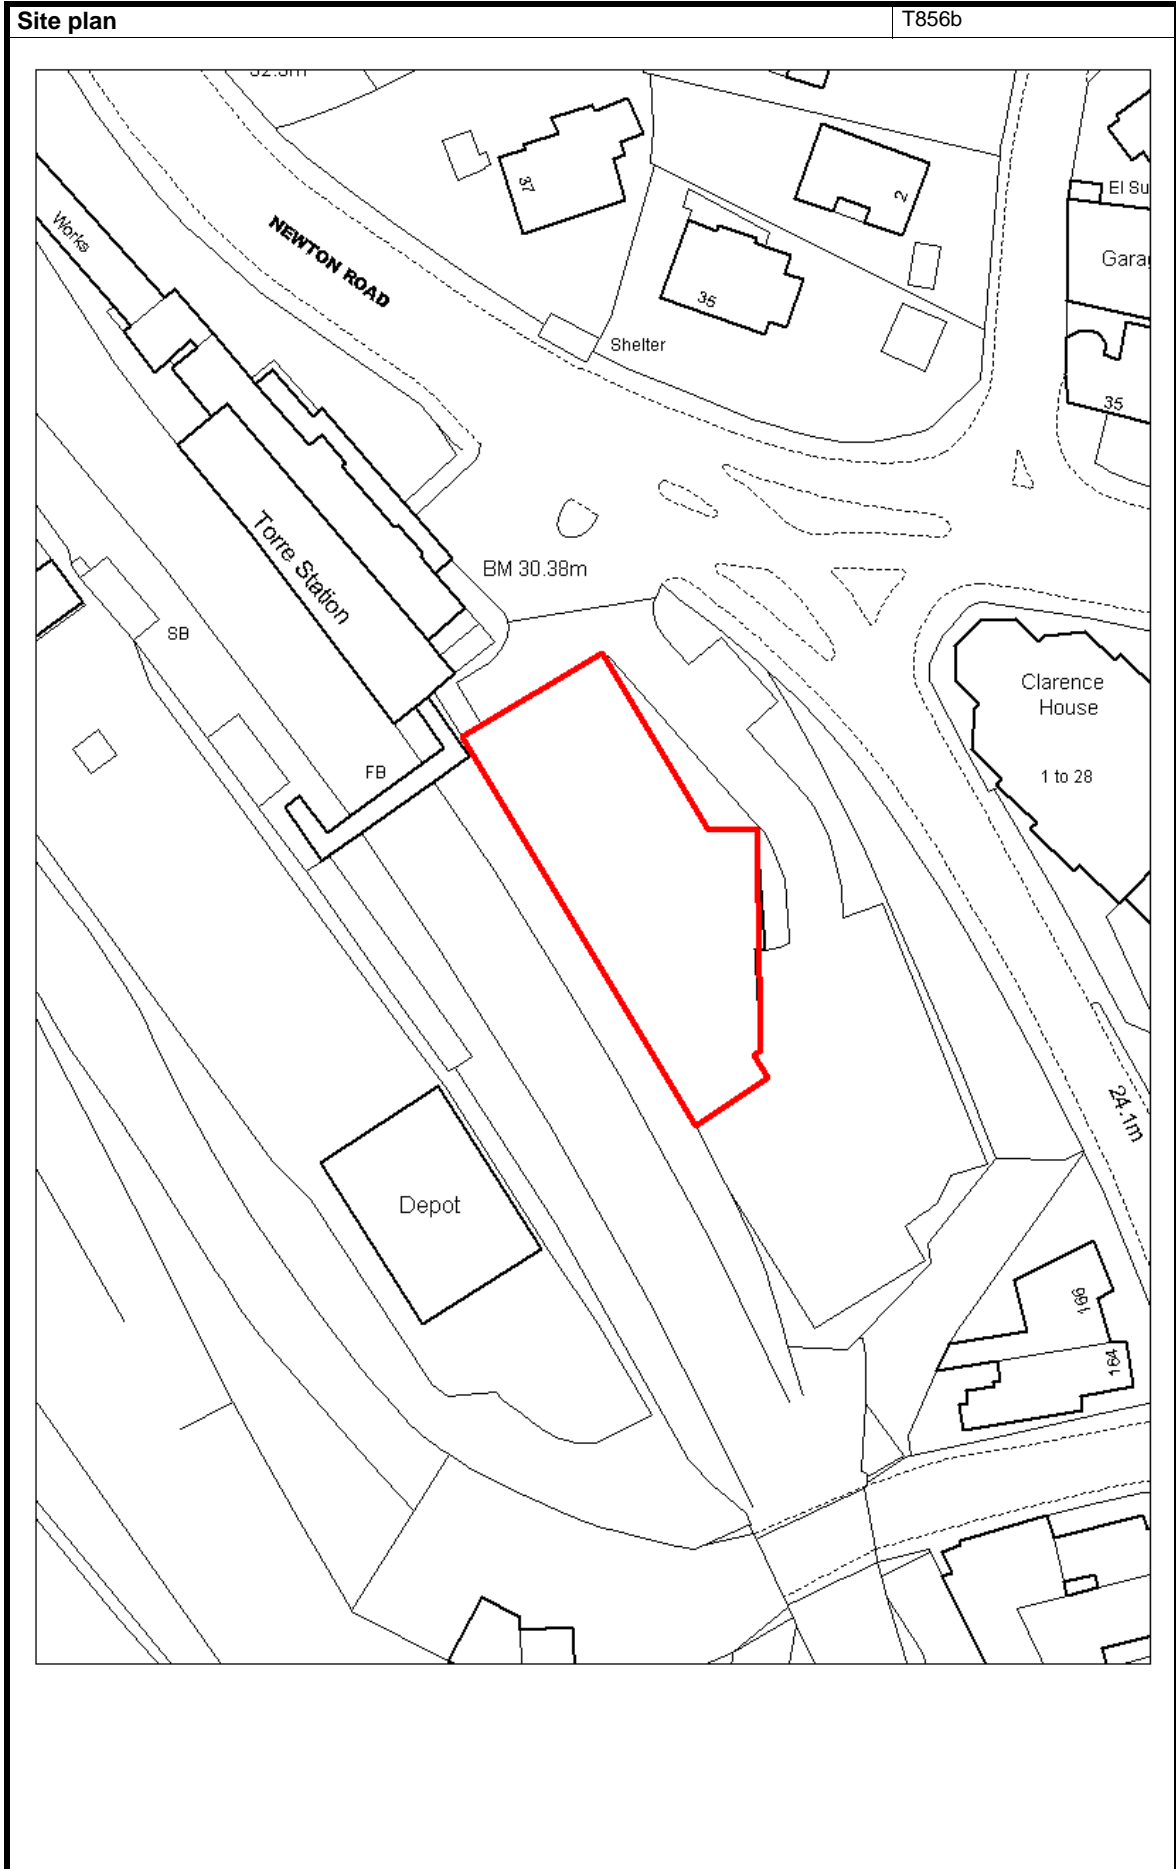 Site plan
T856b
37
2
El Su
Works
NEWTON ROAD
Gara
35
Shelter
35
Torre Station
BM 30.38m
SB
Clarence
House
FB
1 to 28
24.1m
Depot
166
164